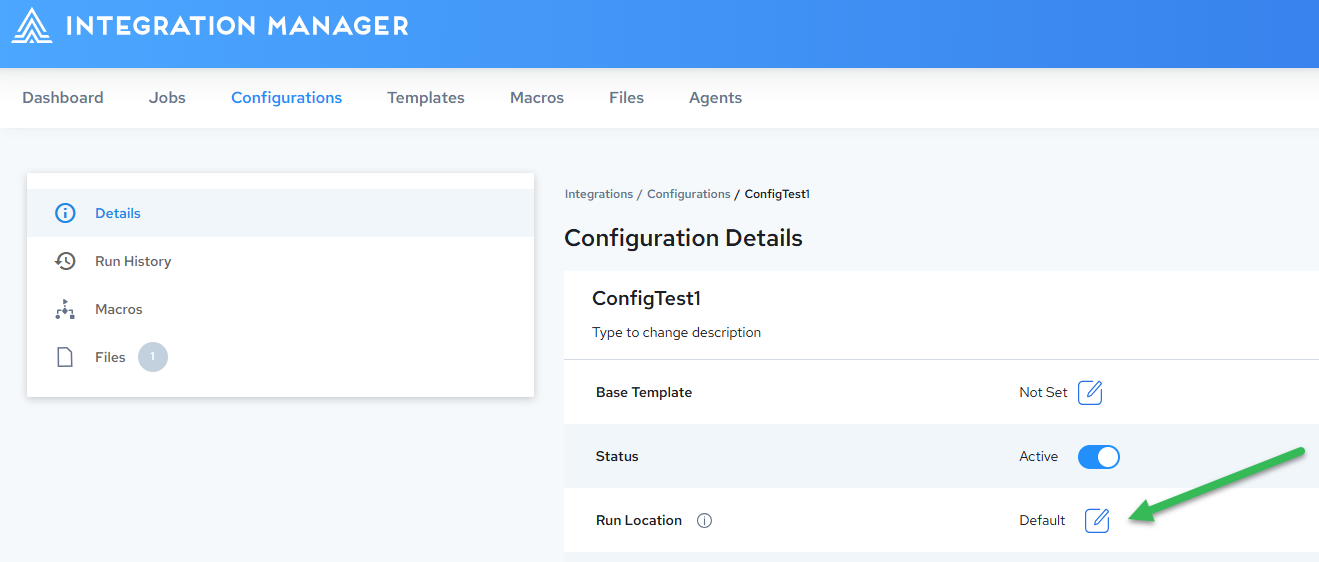 INTEGRATION MANAGER
Dashboard Jobs Configurations Templates Macros Files Agents
Details
Run History
Macros
Files 1
Integrations / Configurations / ConfigTest1
Configuration Details
ConfigTest1
Type to change description
Base Template Not Set
Status Active
Run Location Default